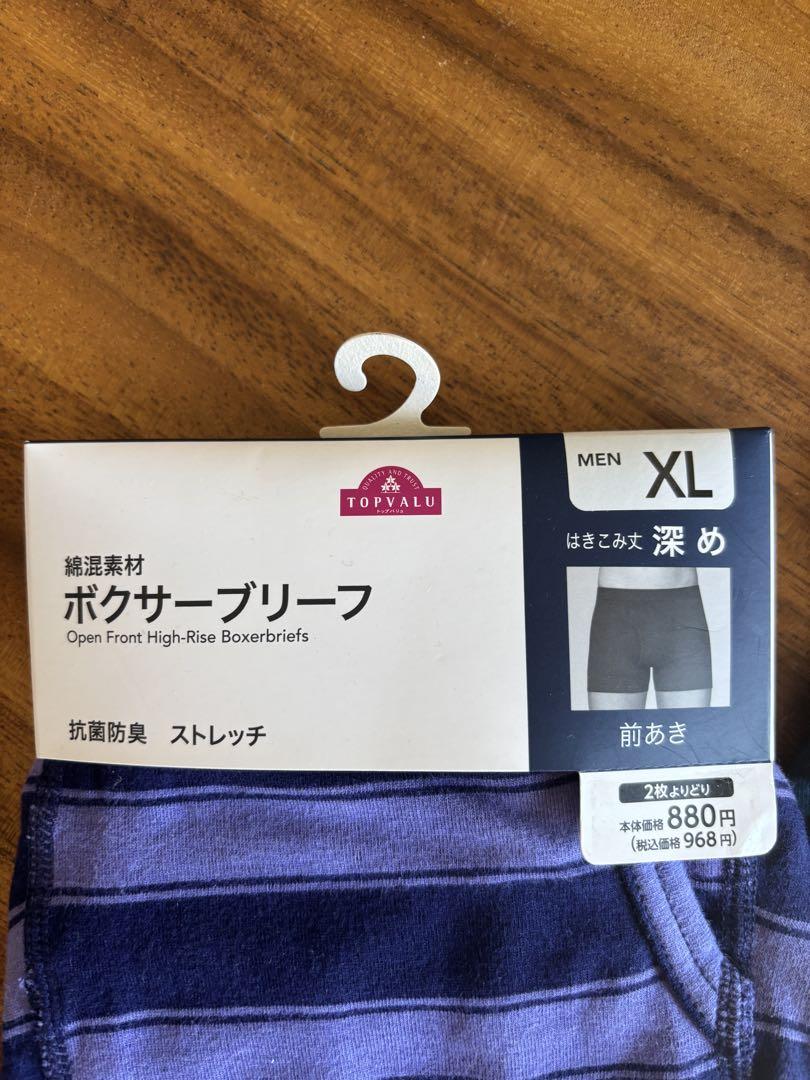 QUALITY AND TRUST
TOPVALU
トップバリュ
綿混素材
ボクサーブリーフ
Open Front High-Rise Boxerbriefs
抗菌防臭 ストレッチ
MEN XL
はきこみ丈 深め
前あき
2枚よりどり
本体価格 880円
(税込価格 968円)